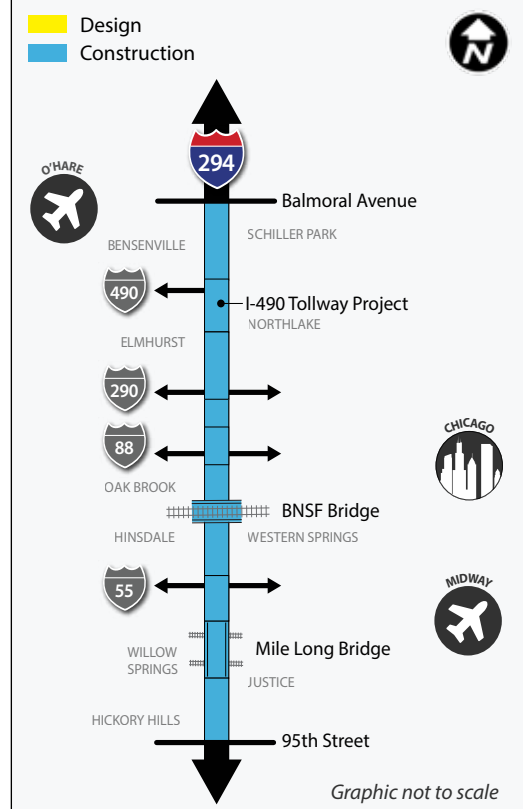 Design
Construction
N
294
O'HARE
Balmoral Avenue
SCHILLER PARK
BENSENVILLE
490
I-490 Tollway Project
NORTHLAKE
ELMHURST
290
88
CHICAGO
OAK BROOK
BNSF Bridge
HINSDALE
WESTERN SPRINGS
55
MIDWAY
Mile Long Bridge
WILLOW
SPRINGS
JUSTICE
HICKORY HILLS
95th Street
Graphic not to scale